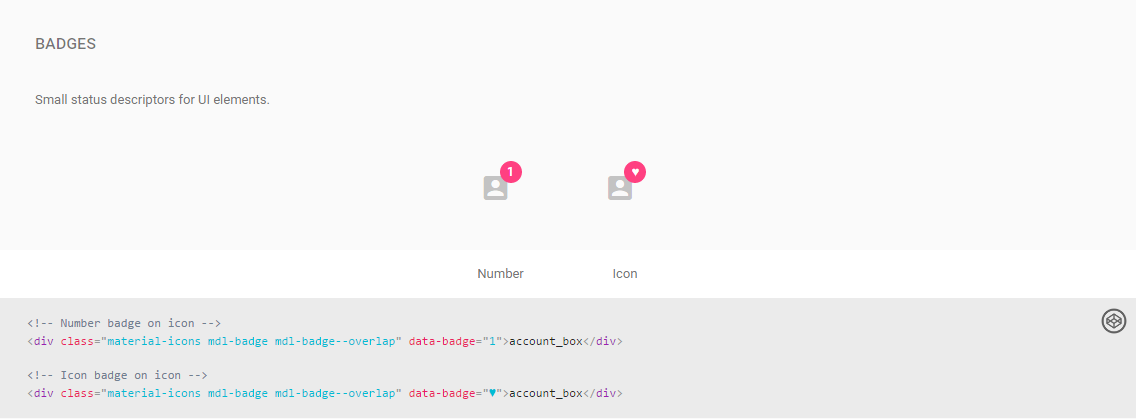 BADGES
Small status descriptors for UI elements.
1 ♥
Number Icon
<!-- Number badge on icon -->
<div class="material-icons mdl-badge mdl-badge--overlap" data-badge="1">account_box</div>
<!-- Icon badge on icon -->
<div class="material-icons mdl-badge mdl-badge--overlap" data-badge="♥">account_box</div>